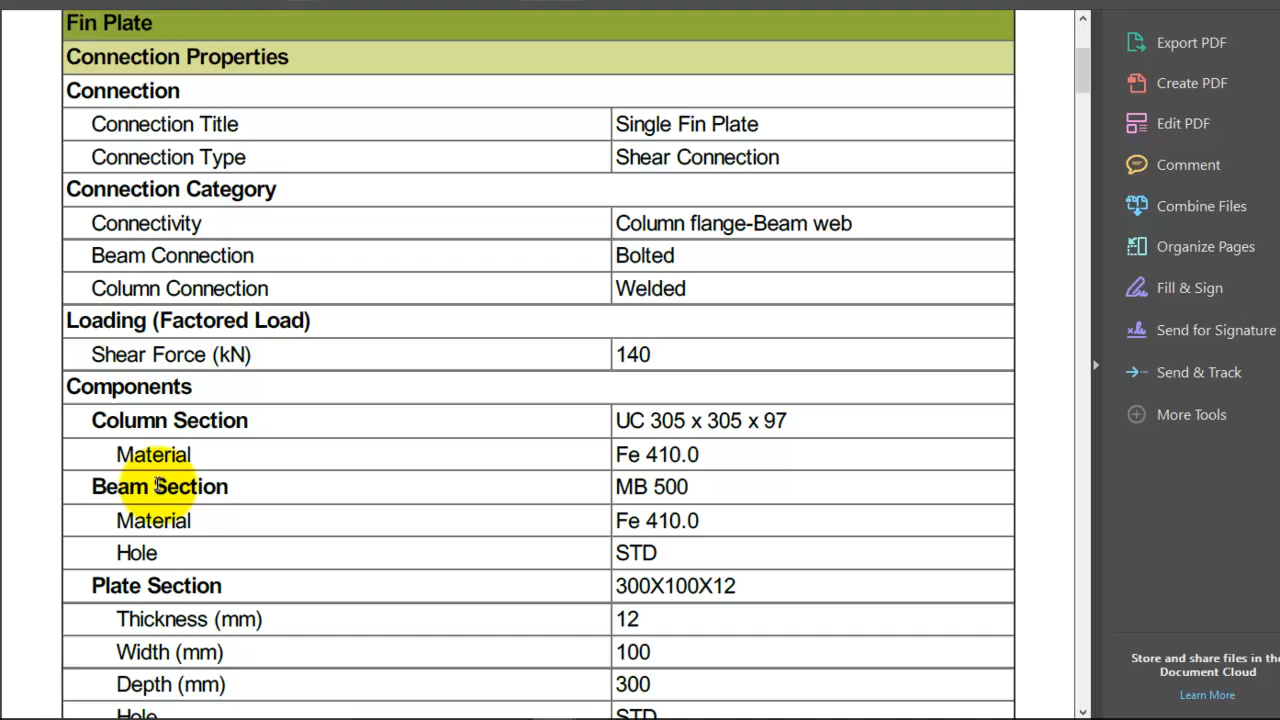 Fin Plate
Connection Properties
Connection
Connection Title Single Fin Plate
Connection Type Shear Connection
Connection Category
Connectivity Column flange-Beam web
Beam Connection Bolted
Column Connection Welded
Loading (Factored Load)
Shear Force (kN) 140
Components
Column Section UC 305 x 305 x 97
Material Fe 410.0
Beam Section MB 500
Material Fe 410.0
Hole STD
Plate Section 300X100X12
Thickness (mm) 12
Width (mm) 100
Depth (mm) 300
Hole STD
Export PDF
Create PDF
Edit PDF
Comment
Combine Files
Organize Pages
Fill & Sign
Send for Signature
Send & Track
More Tools
Store and share files in the
Document Cloud
Learn More